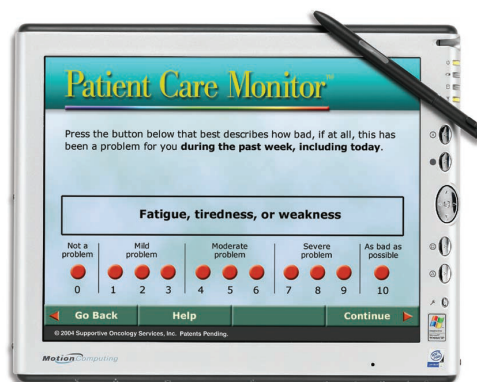 Patient Care Monitor™
Press the button below that best describes how bad, if at all, this has
been a problem for you during the past week, including today.
Fatigue, tiredness, or weakness
Not a problem
Mild problem
Moderate problem
Severe problem
As bad as possible
0 1 2 3 4 5 6 7 8 9 10
Go Back Help Continue
© 2004 Supportive Oncology Services, Inc. Patents Pending.
MotionComputing